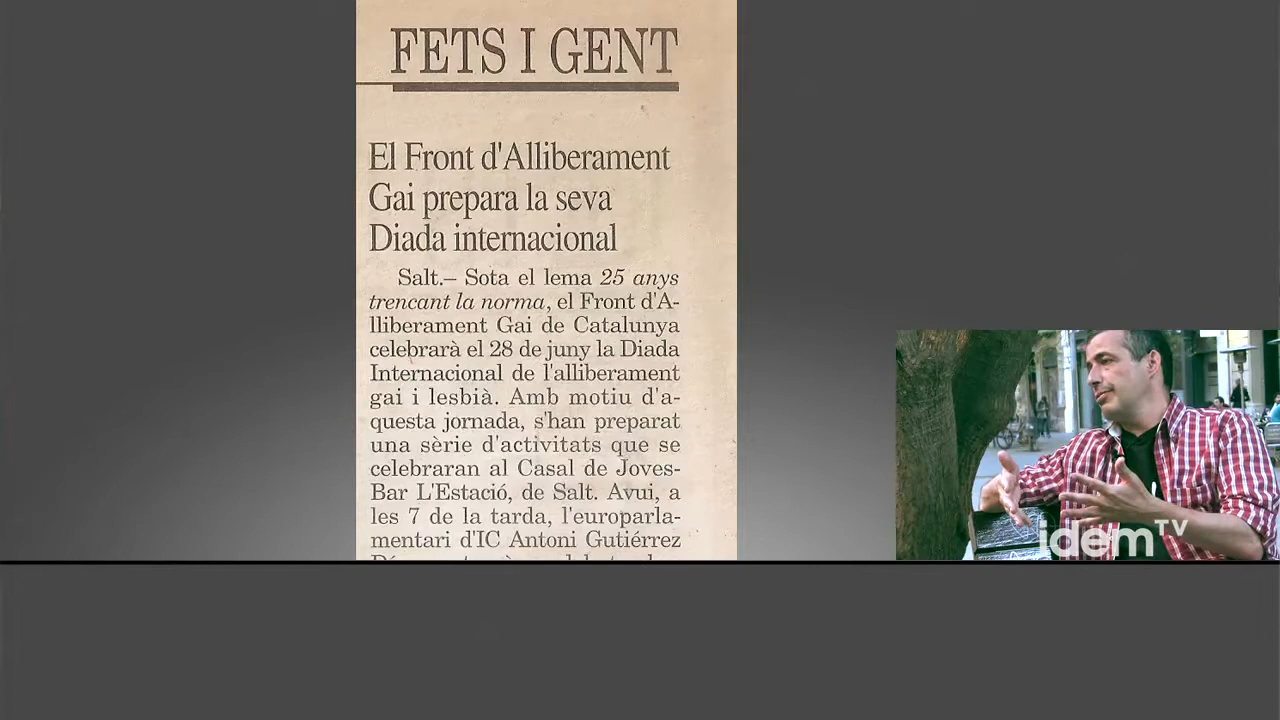 FETS I GENT
El Front d'Alliberament
Gai prepara la seva
Diada internacional
Salt.– Sota el lema 25 anys
trencant la norma, el Front d'A-
lliberament Gai de Catalunya
celebrarà el 28 de juny la Diada
Internacional de l'alliberament
gai i lesbià. Amb motiu d'a-
questa jornada, s'han preparat
una sèrie d'activitats que se
celebraran al Casal de Joves-
Bar L'Estació, de Salt. Avui, a
les 7 de la tarda, l'europarla-
mentari d'IC Antoni Gutiérrez
idemTV